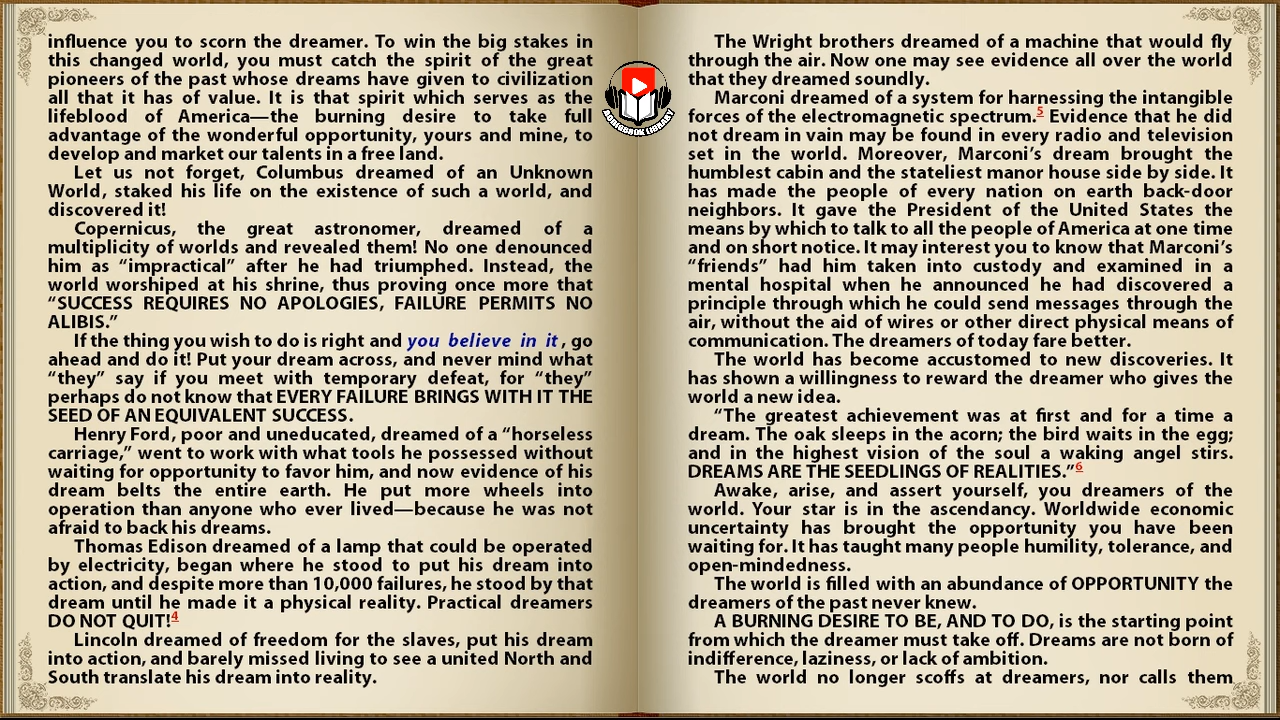 influence you to scorn the dreamer. To win the big stakes in
this changed world, you must catch the spirit of the great
pioneers of the past whose dreams have given to civilization
all that it has of value. It is that spirit which serves as the
lifeblood of America—the burning desire to take full
advantage of the wonderful opportunity, yours and mine, to
develop and market our talents in a free land.
Let us not forget, Columbus dreamed of an Unknown
World, staked his life on the existence of such a world, and
discovered it!
Copernicus, the great astronomer, dreamed of a
multiplicity of worlds and revealed them! No one denounced
him as “impractical” after he had triumphed. Instead, the
world worshiped at his shrine, thus proving once more that
“SUCCESS REQUIRES NO APOLOGIES, FAILURE PERMITS NO
ALIBIS.”
If the thing you wish to do is right and you believe in it, go
ahead and do it! Put your dream across, and never mind what
“they” say if you meet with temporary defeat, for “they”
perhaps do not know that EVERY FAILURE BRINGS WITH IT THE
SEED OF AN EQUIVALENT SUCCESS.
Henry Ford, poor and uneducated, dreamed of a “horseless
carriage,” went to work with what tools he possessed without
waiting for opportunity to favor him, and now evidence of his
dream belts the entire earth. He put more wheels into
operation than anyone who ever lived—because he was not
afraid to back his dreams.
Thomas Edison dreamed of a lamp that could be operated
by electricity, began where he stood to put his dream into
action, and despite more than 10,000 failures, he stood by that
dream until he made it a physical reality. Practical dreamers
DO NOT QUIT!4
Lincoln dreamed of freedom for the slaves, put his dream
into action, and barely missed living to see a united North and
South translate his dream into reality.
AUDIOBOOK LIBRARY
The Wright brothers dreamed of a machine that would fly
through the air. Now one may see evidence all over the world
that they dreamed soundly.
Marconi dreamed of a system for harnessing the intangible
forces of the electromagnetic spectrum.5 Evidence that he did
not dream in vain may be found in every radio and television
set in the world. Moreover, Marconi’s dream brought the
humblest cabin and the stateliest manor house side by side. It
has made the people of every nation on earth back-door
neighbors. It gave the President of the United States the
means by which to talk to all the people of America at one time
and on short notice. It may interest you to know that Marconi’s
“friends” had him taken into custody and examined in a
mental hospital when he announced he had discovered a
principle through which he could send messages through the
air, without the aid of wires or other direct physical means of
communication. The dreamers of today fare better.
The world has become accustomed to new discoveries. It
has shown a willingness to reward the dreamer who gives the
world a new idea.
“The greatest achievement was at first and for a time a
dream. The oak sleeps in the acorn; the bird waits in the egg;
and in the highest vision of the soul a waking angel stirs.
DREAMS ARE THE SEEDLINGS OF REALITIES.”6
Awake, arise, and assert yourself, you dreamers of the
world. Your star is in the ascendancy. Worldwide economic
uncertainty has brought the opportunity you have been
waiting for. It has taught many people humility, tolerance, and
open-mindedness.
The world is filled with an abundance of OPPORTUNITY the
dreamers of the past never knew.
A BURNING DESIRE TO BE, AND TO DO, is the starting point
from which the dreamer must take off. Dreams are not born of
indifference, laziness, or lack of ambition.
The world no longer scoffs at dreamers, nor calls them